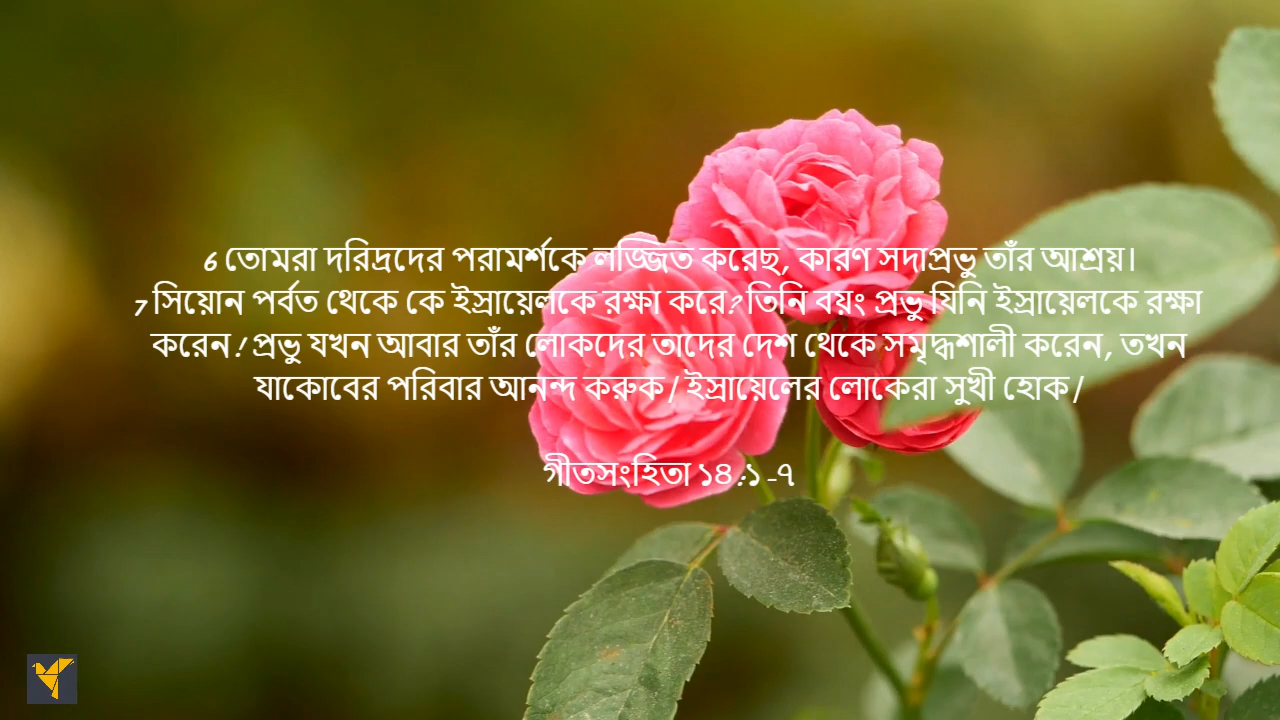 6 তোমরা দরিদ্রদের পরামর্শকে লজ্জিত করেছ, কারণ সদাপ্রভু তাঁর আশ্রয়।
7 সিয়োন পর্বত থেকে কে ইস্রায়েলকে রক্ষা করে? তিনি বয়ং প্রভু যিনি ইস্রায়েলকে রক্ষা
করেন! প্রভু যখন আবার তাঁর লোকদের তাদের দেশ থেকে সমৃদ্ধশালী করেন, তখন
যাকোবের পরিবার আনন্দ করুক/ ইস্রায়েলের লোকেরা সুখী হোক/
গীতসংহিতা ১৪:১-৭